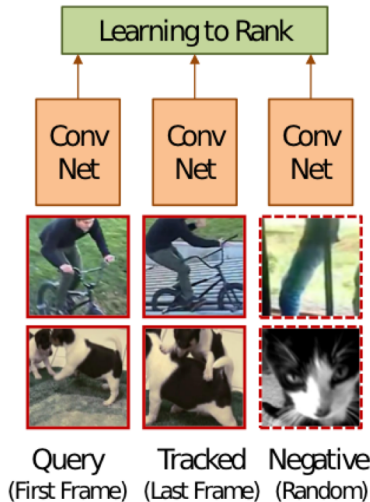 Learning to Rank
Conv Net
Conv Net
Conv Net
Query
(First Frame)
Tracked
(Last Frame)
Negative
(Random)